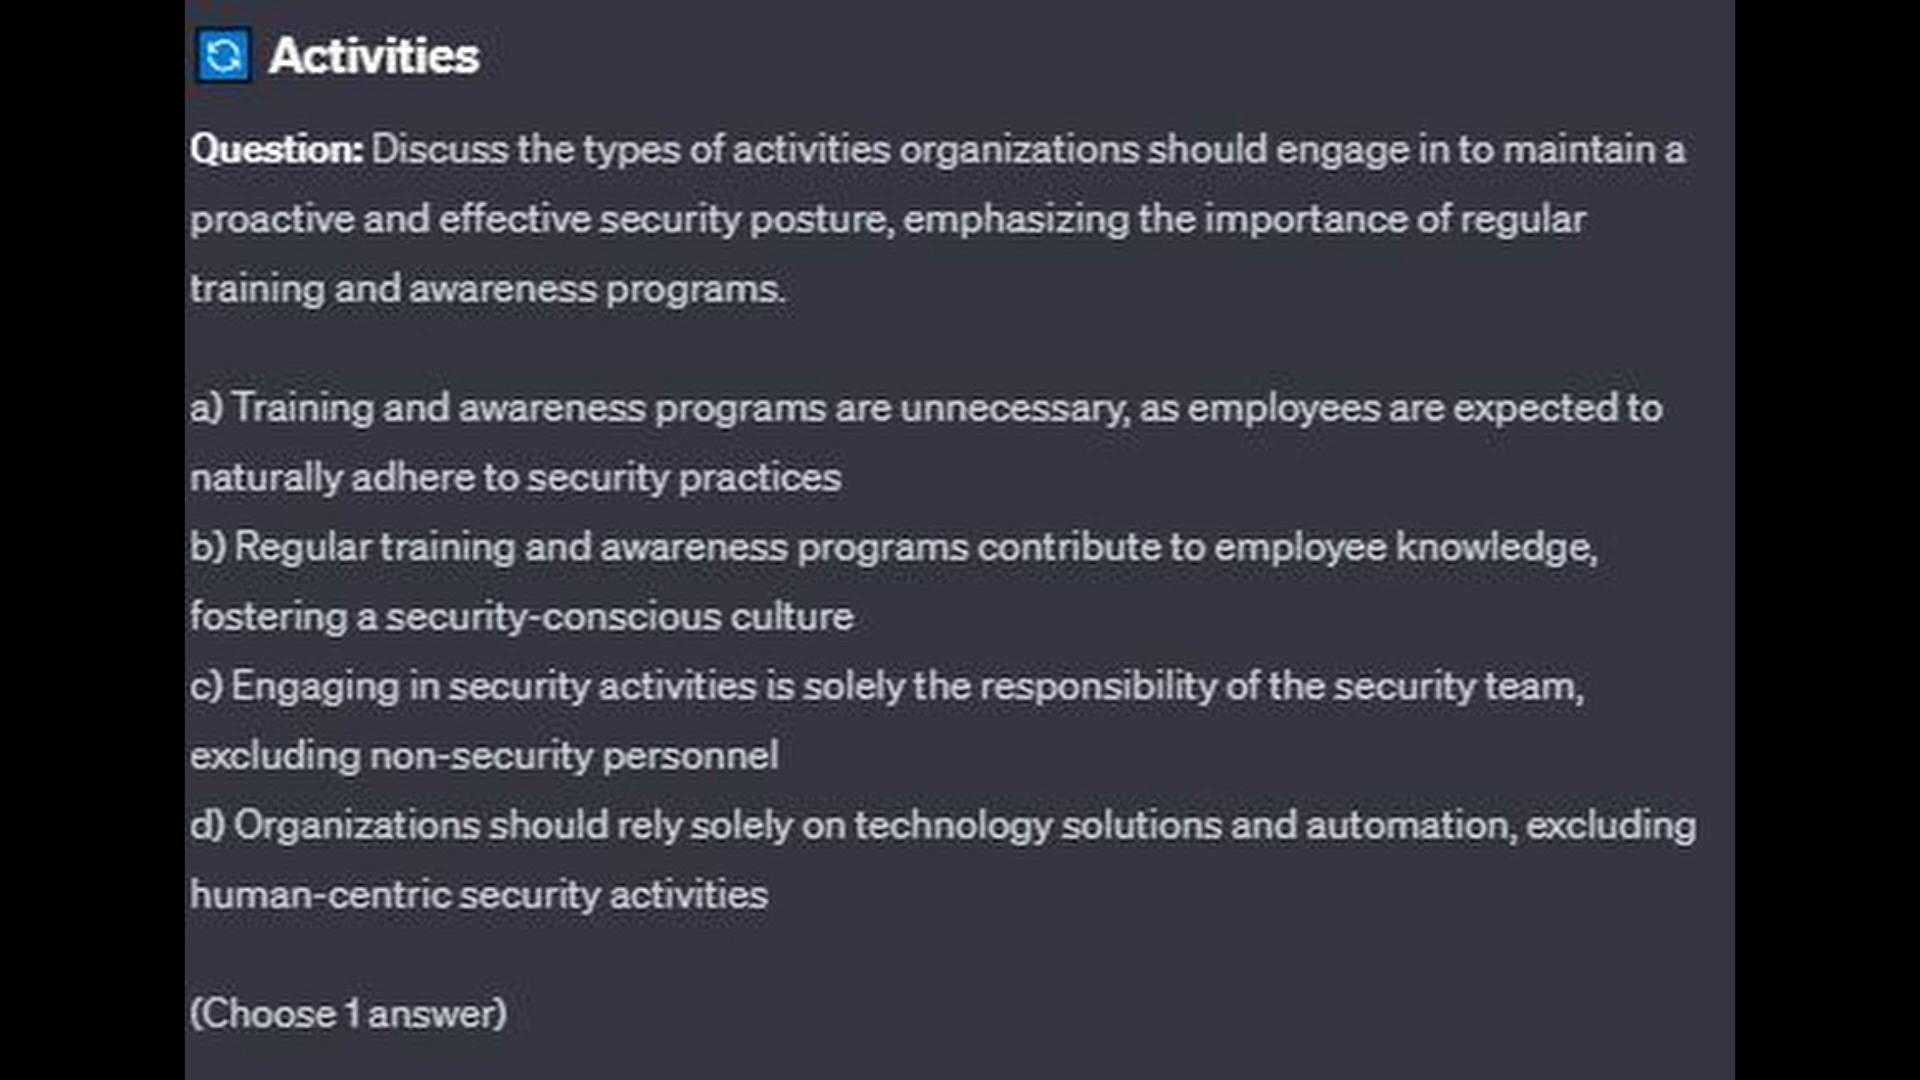 Activities
Question: Discuss the types of activities organizations should engage in to maintain a
proactive and effective security posture, emphasizing the importance of regular
training and awareness programs.
a) Training and awareness programs are unnecessary, as employees are expected to
naturally adhere to security practices
b) Regular training and awareness programs contribute to employee knowledge,
fostering a security-conscious culture
c) Engaging in security activities is solely the responsibility of the security team,
excluding non-security personnel
d) Organizations should rely solely on technology solutions and automation, excluding
human-centric security activities
(Choose 1 answer)